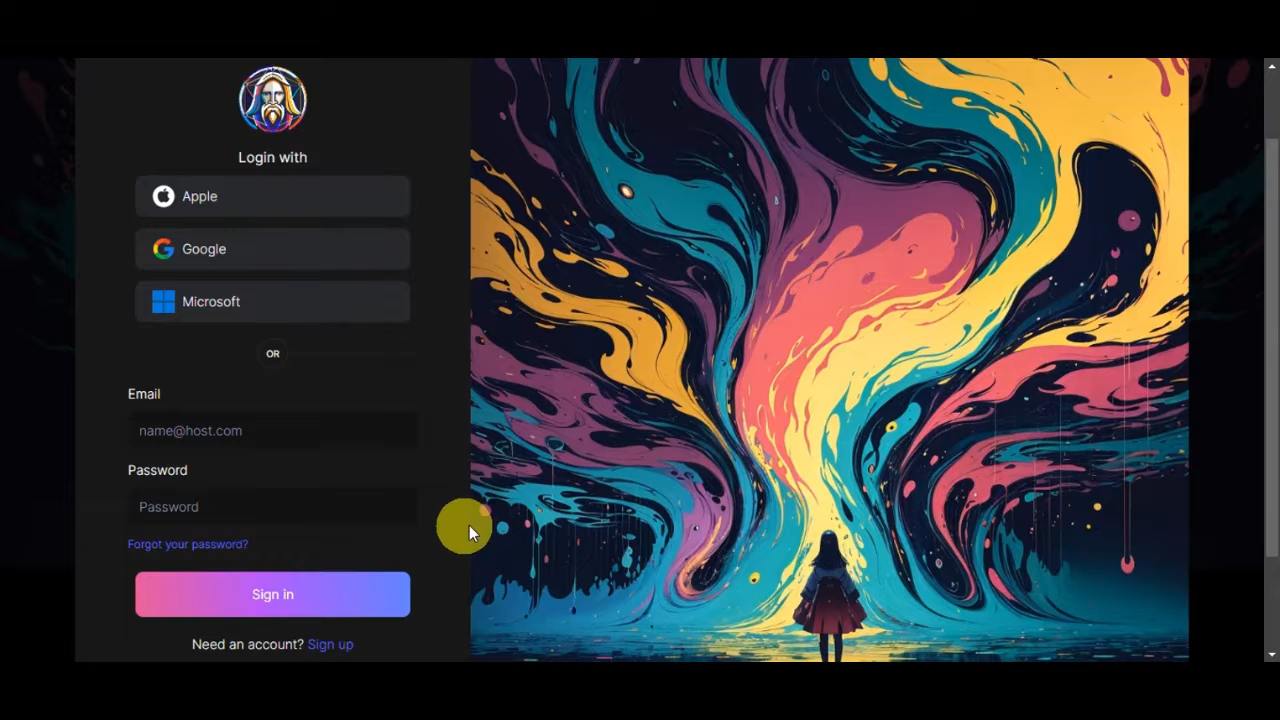 Login with
Apple
Google
Microsoft
OR
Email
name@host.com
Password
Password
Forgot your password?
Sign in
Need an account? Sign up